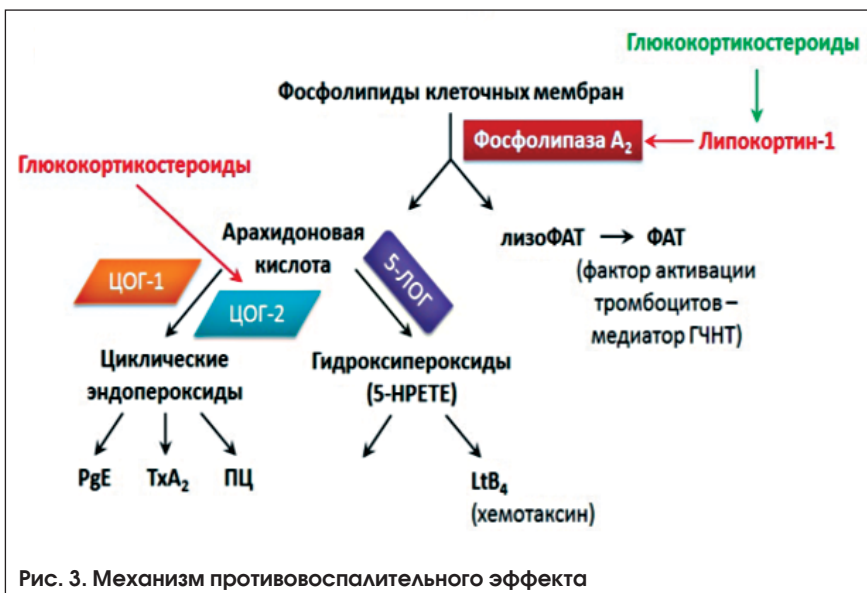 Глюкокортикостероиды
Фосфолипиды клеточных мембран
Фосфолипаза А₂
Липокортин-1
Глюкокортикостероиды
Арахидоновая
кислота
лизоФАТ → ФАТ
(фактор активации
тромбоцитов –
медиатор ГЧНТ)
ЦОГ-1
ЦОГ-2
5-ЛОГ
Циклические
эндопероксиды
Гидроксипероксиды
(5-HPETE)
PgE TxA₂ ПЦ
LtB₄
(хемотаксин)
Рис. 3. Механизм противовоспалительного эффекта